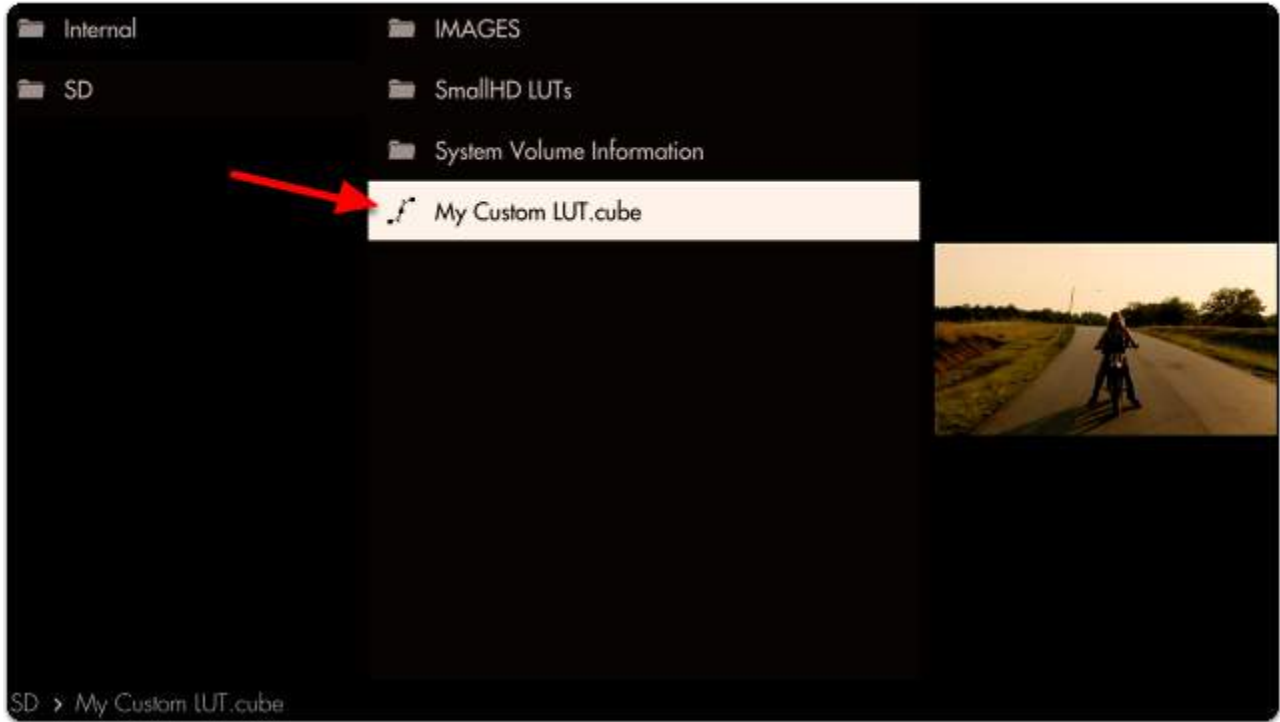 Internal
SD
IMAGES
SmallHD LUTs
System Volume Information
My Custom LUT.cube
SD > My Custom LUT.cube